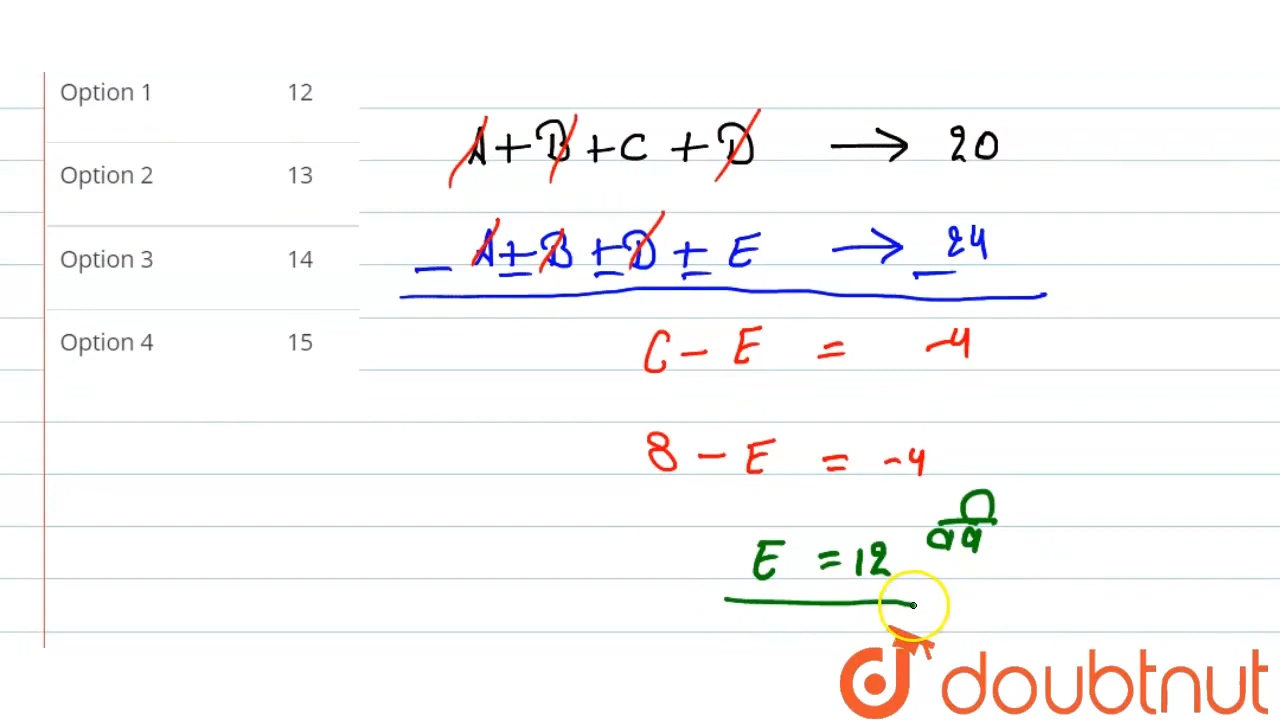 Option 1 12
Option 2 13
Option 3 14
Option 4 15
A+B+C+D → 20
- A+B+D+E → 24
- - - -
C - E = -4
8 - E = -4
E = 12
doubtnut